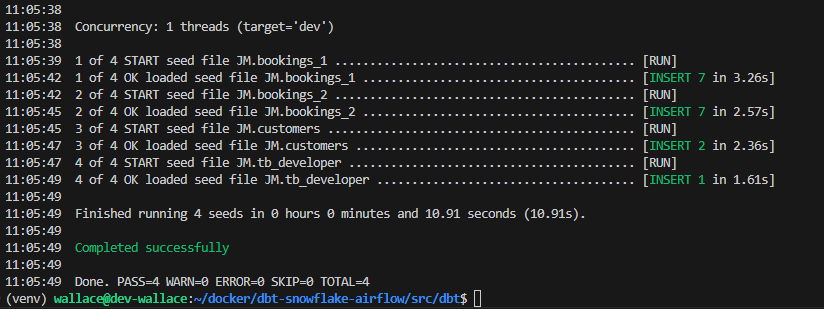 11:05:38
11:05:38  Concurrency: 1 threads (target='dev')
11:05:38
11:05:39  1 of 4 START seed file JM.bookings_1 ............................................ [RUN]
11:05:42  1 of 4 OK loaded seed file JM.bookings_1 ........................................ [INSERT 7 in 3.26s]
11:05:42  2 of 4 START seed file JM.bookings_2 ............................................ [RUN]
11:05:45  2 of 4 OK loaded seed file JM.bookings_2 ........................................ [INSERT 7 in 2.57s]
11:05:45  3 of 4 START seed file JM.customers ............................................. [RUN]
11:05:47  3 of 4 OK loaded seed file JM.customers ......................................... [INSERT 2 in 2.36s]
11:05:47  4 of 4 START seed file JM.tb_developer .......................................... [RUN]
11:05:49  4 of 4 OK loaded seed file JM.tb_developer ...................................... [INSERT 1 in 1.61s]
11:05:49
11:05:49  Finished running 4 seeds in 0 hours 0 minutes and 10.91 seconds (10.91s).
11:05:49
11:05:49  Completed successfully
11:05:49
11:05:49  Done. PASS=4 WARN=0 ERROR=0 SKIP=0 TOTAL=4
(venv) wallace@dev-wallace:~/docker/dbt-snowflake-airflow/src/dbt$